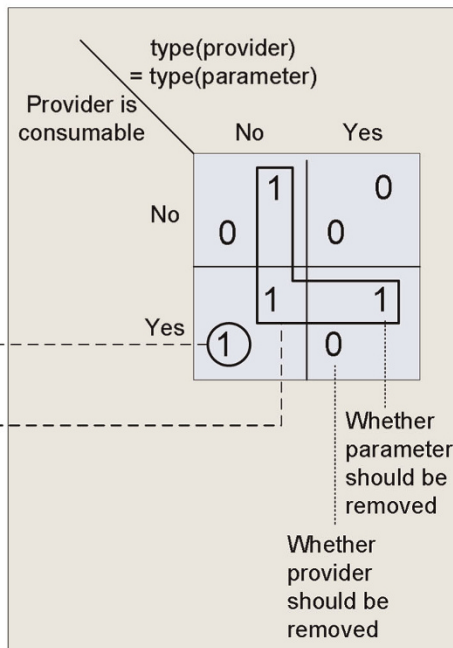 type(provider)
= type(parameter)
Provider is
consumable
No Yes
No
1 0
0 0
1 1
Yes
1 0
Whether
parameter
should be
removed
Whether
provider
should be
removed